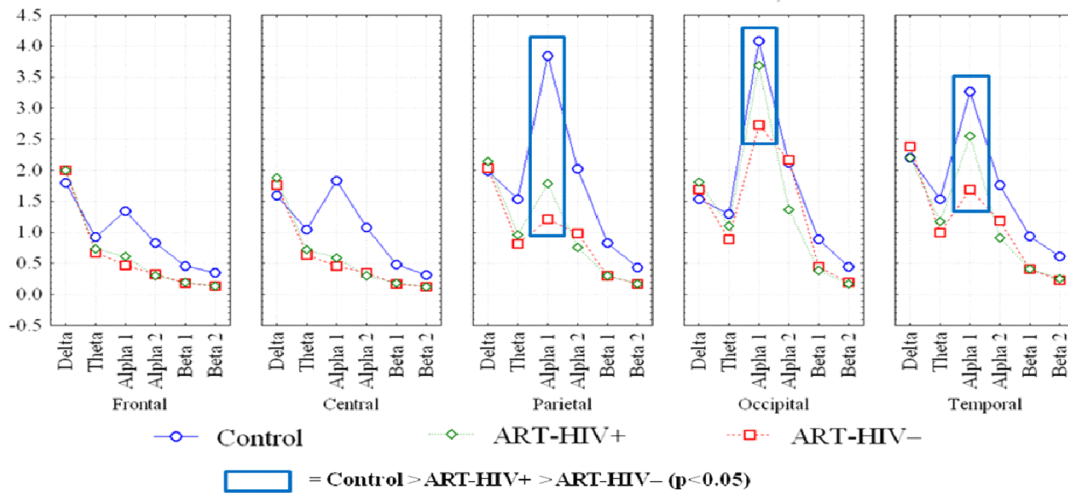 4.5
4.0
3.5
3.0
2.5
2.0
1.5
1.0
0.5
0.0
-0.5
Delta Theta Alpha 1 Alpha 2 Beta 1 Beta 2
Delta Theta Alpha 1 Alpha 2 Beta 1 Beta 2
Delta Theta Alpha 1 Alpha 2 Beta 1 Beta 2
Delta Theta Alpha 1 Alpha 2 Beta 1 Beta 2
Delta Theta Alpha 1 Alpha 2 Beta 1 Beta 2
Frontal Central Parietal Occipital Temporal
Control ART-HIV+ ART-HIV–
= Control > ART-HIV+ > ART-HIV– (p<0.05)